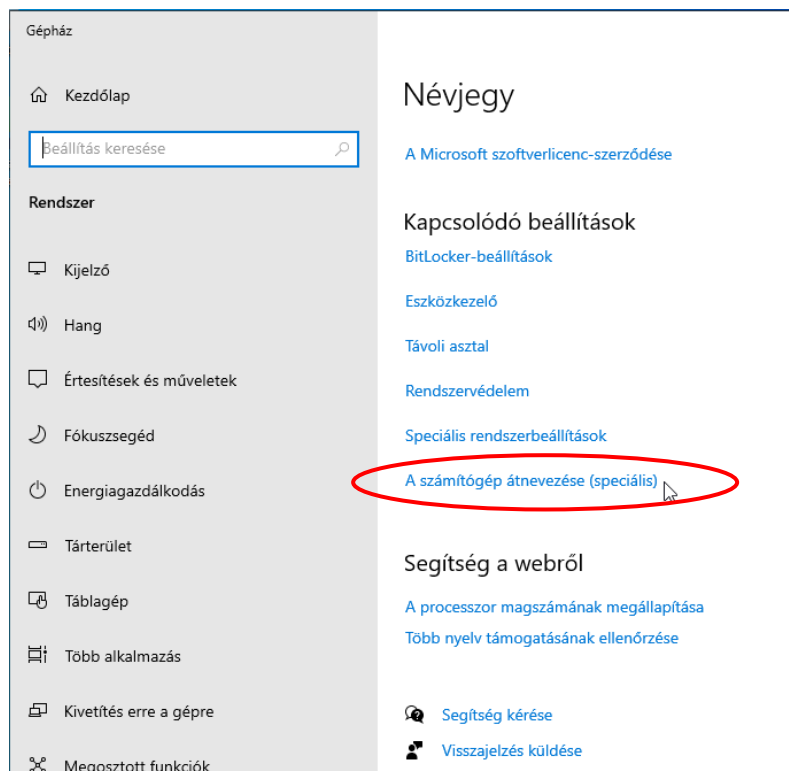 Gépház
Kezdőlap
Beállítás keresése
Rendszer
Kijelző
Hang
Értesítések és műveletek
Fókuszsegéd
Energiagazdálkodás
Tárterület
Táblagép
Több alkalmazás
Kivetítés erre a gépre
Megosztott funkciók
Névjegy
A Microsoft szoftverlicenc-szerződése
Kapcsolódó beállítások
BitLocker-beállítások
Eszközkezelő
Távoli asztal
Rendszervédelem
Speciális rendszerbeállítások
A számítógép átnevezése (speciális)
Segítség a webről
A processzor magszámának megállapítása
Több nyelv támogatásának ellenőrzése
Segítség kérése
Visszajelzés küldése